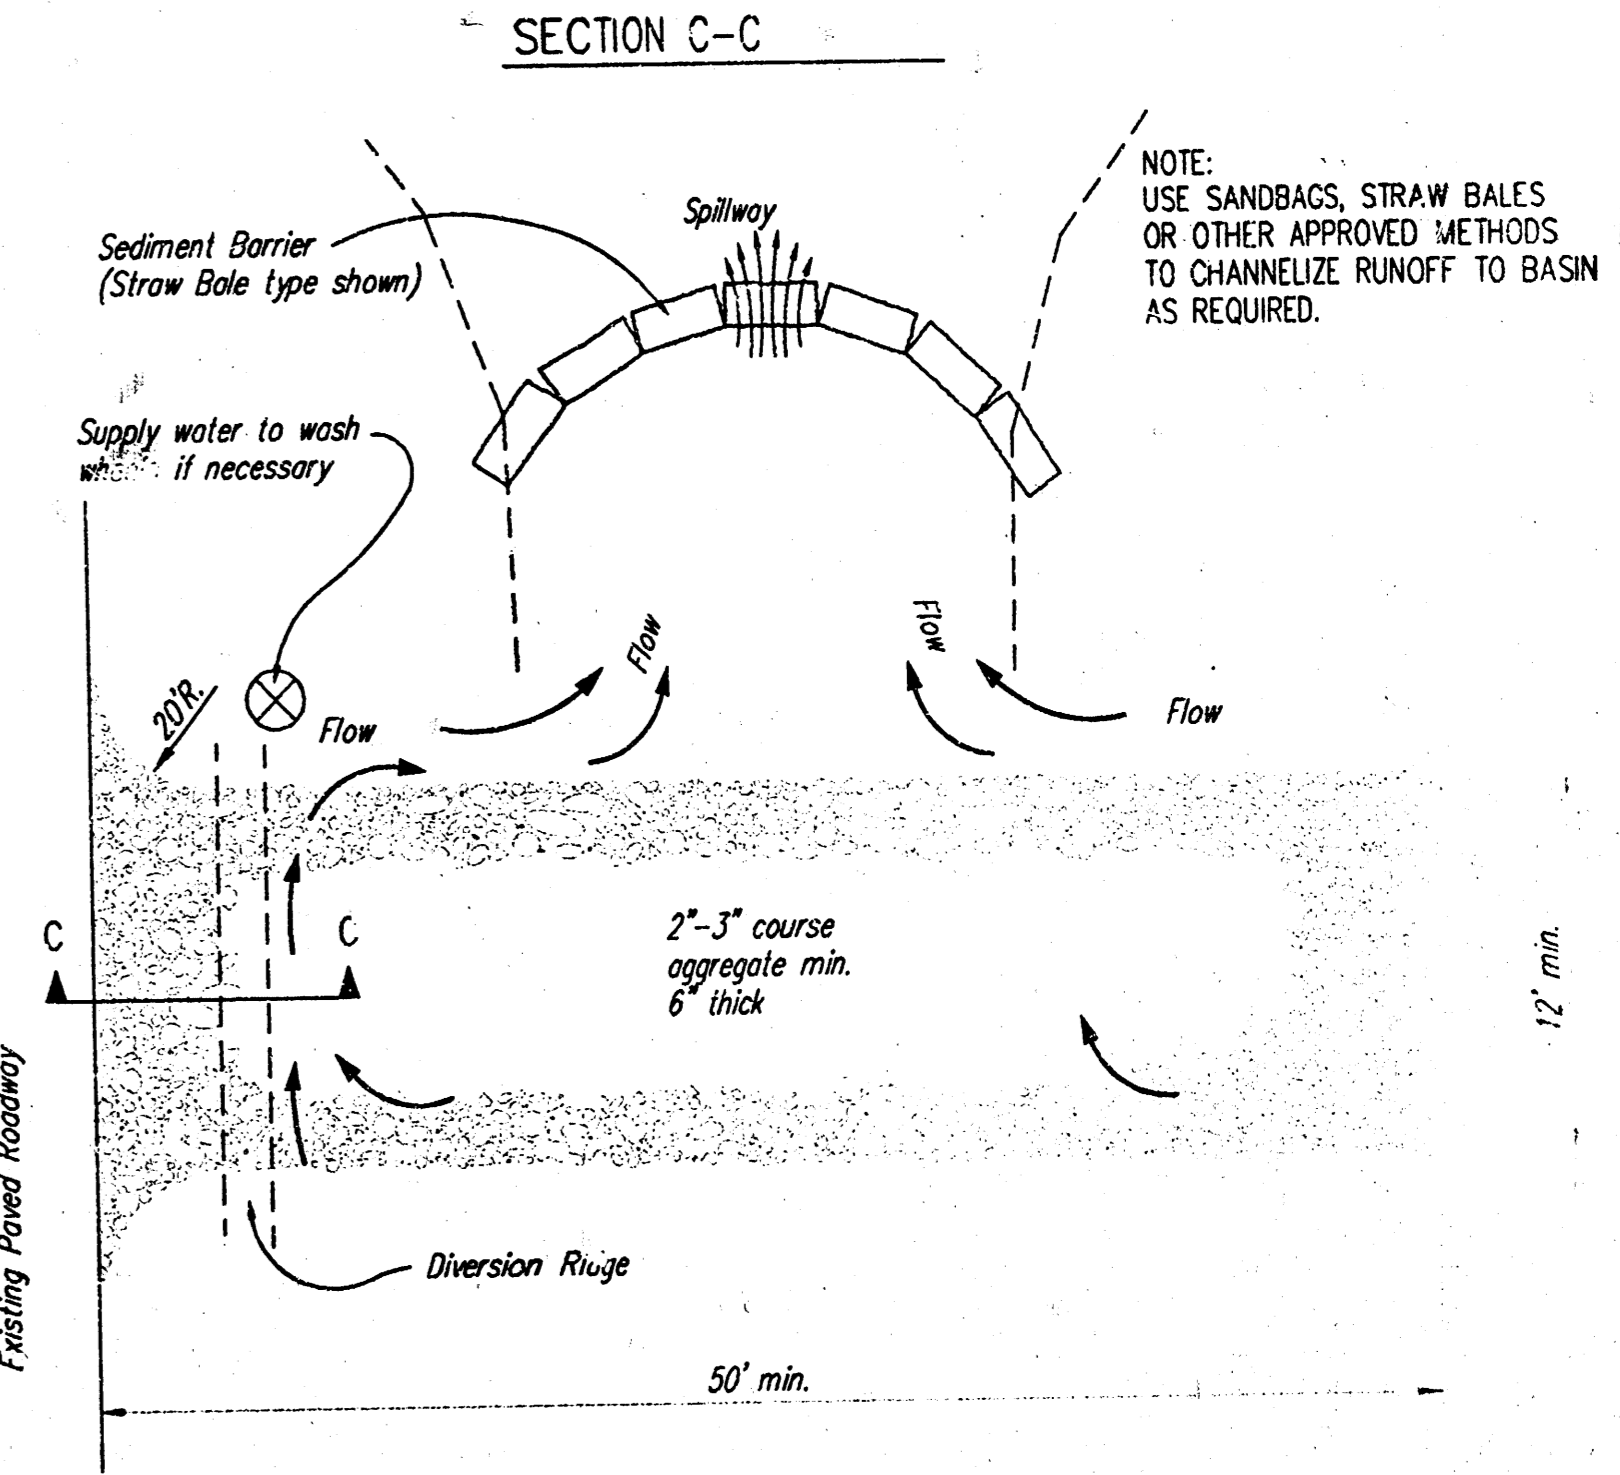 SECTION C-C
NOTE:
USE SANDBAGS, STRAW BALES
OR OTHER APPROVED METHODS
TO CHANNELIZE RUNOFF TO BASIN
AS REQUIRED.
Spillway
Sediment Barrier
(Straw Bale type shown)
Supply water to wash
if necessary
Flow
Flow
20'R.
Flow
Flow
C
C
2"-3" course
aggregate min.
6" thick
12' min.
Existing Paved Roadway
Diversion Ridge
50' min.